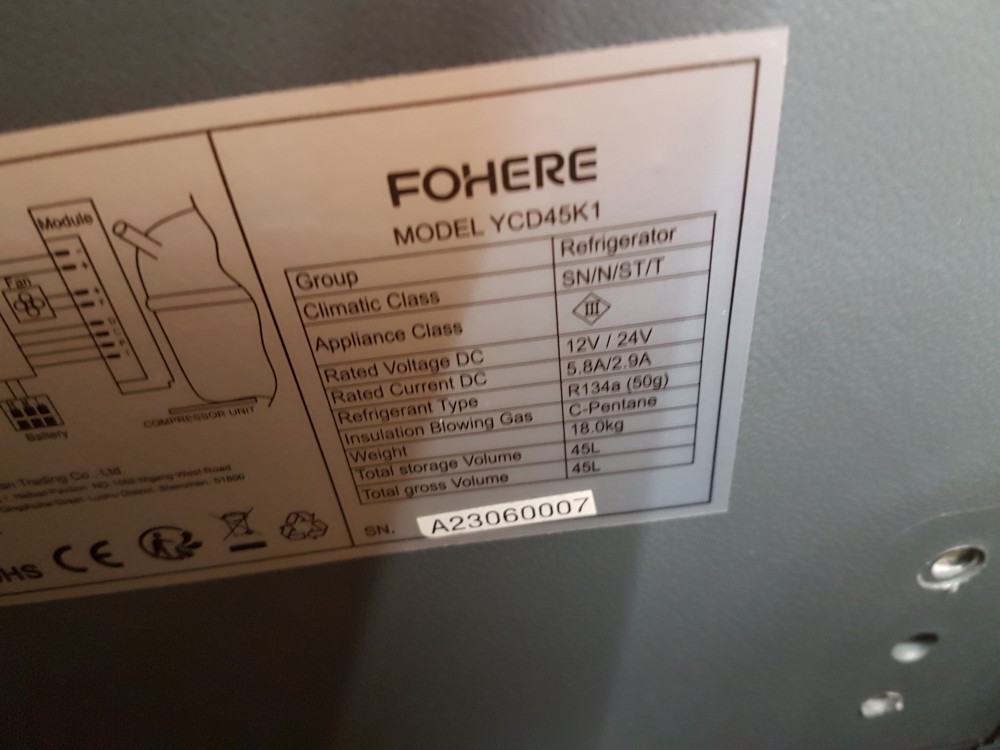 Module
Fan
Battery
COMPRESSOR UNIT
Trading Co., Ltd
CE
FOHERE
MODEL YCD45K1
Group Refrigerator
Climatic Class SN/N/ST/T
Appliance Class III
Rated Voltage DC 12V / 24V
Rated Current DC 5.8A/2.9A
Refrigerant Type R134a (50g)
Insulation Blowing Gas C-Pentane
Weight 18.0kg
Total storage Volume 45L
Total gross Volume 45L
SN. A23060007